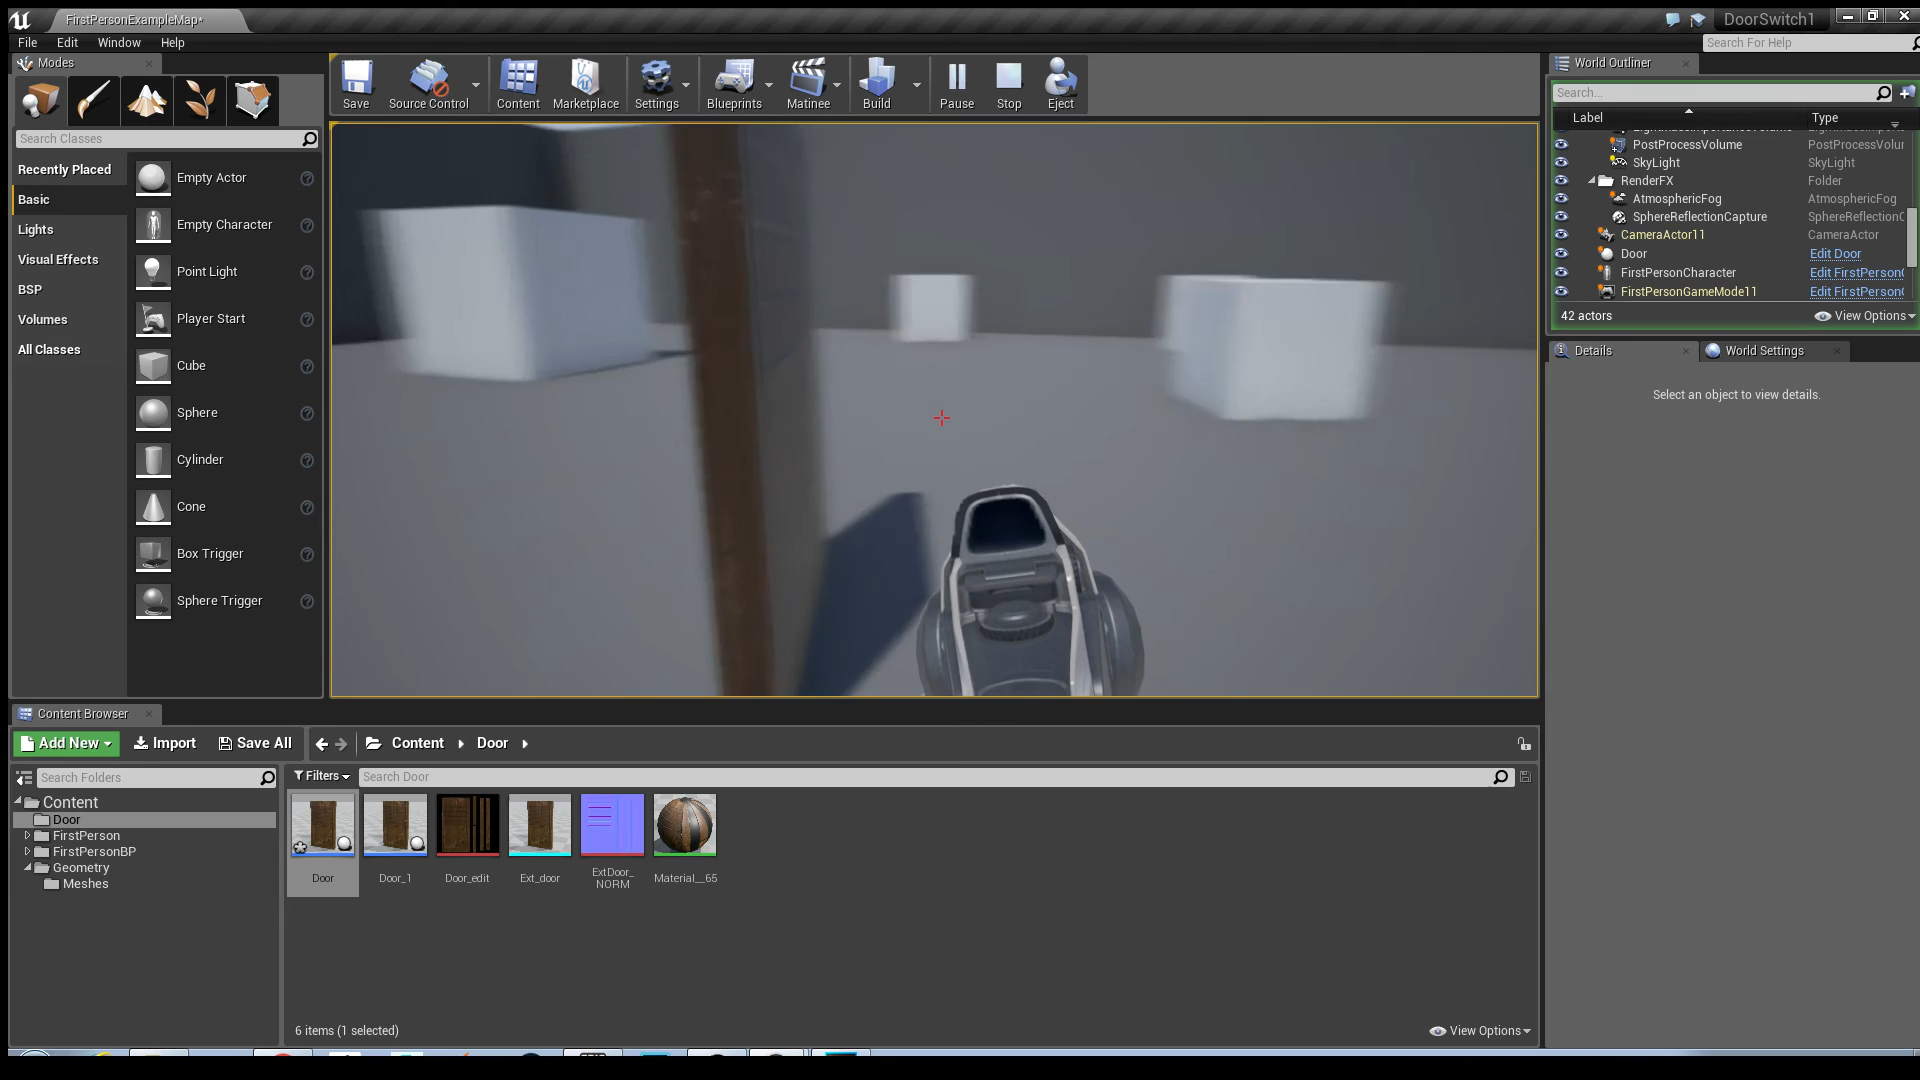 FirstPersonExampleMap*
DoorSwitch1
File Edit Window Help
Search For Help
Modes
Search Classes
Recently Placed
Basic
Lights
Visual Effects
BSP
Volumes
All Classes
Empty Actor
Empty Character
Point Light
Player Start
Cube
Sphere
Cylinder
Cone
Box Trigger
Sphere Trigger
Save
Source Control
Content
Marketplace
Settings
Blueprints
Matinee
Build
Pause
Stop
Eject
World Outliner
Search...
Label Type
PostProcessVolume PostProcessVolur
SkyLight SkyLight
RenderFX Folder
AtmosphericFog AtmosphericFog
SphereReflectionCapture SphereReflectionC
CameraActor11 CameraActor
Door Edit Door
FirstPersonCharacter Edit FirstPerson
FirstPersonGameMode11 Edit FirstPerson
42 actors
View Options
Details
World Settings
Select an object to view details.
Content Browser
Add New
Import
Save All
Content
Door
Search Folders
Filters
Search Door
Content
Door
FirstPerson
FirstPersonBP
Geometry
Meshes
Door
Door_1
Door_edit
Ext_door
ExtDoor_
NORM
Material__65
6 items (1 selected)
View Options